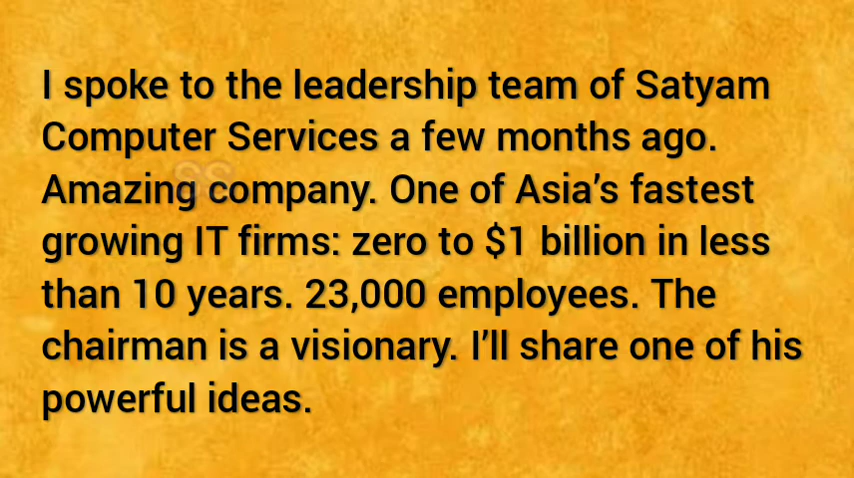 I spoke to the leadership team of Satyam
Computer Services a few months ago.
Amazing company. One of Asia’s fastest
growing IT firms: zero to $1 billion in less
than 10 years. 23,000 employees. The
chairman is a visionary. I’ll share one of his
powerful ideas.